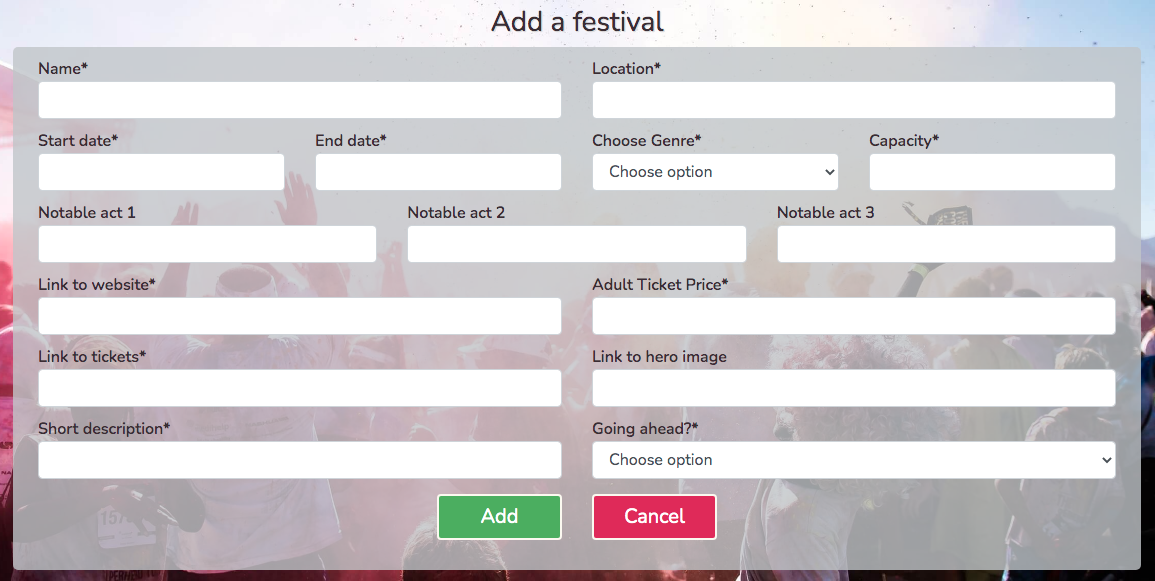 Add a festival
Name* Location*
Start date* End date* Choose Genre* Capacity*
Choose option
Notable act 1 Notable act 2 Notable act 3
Link to website* Adult Ticket Price*
Link to tickets* Link to hero image
Short description* Going ahead?*
Choose option
Add Cancel